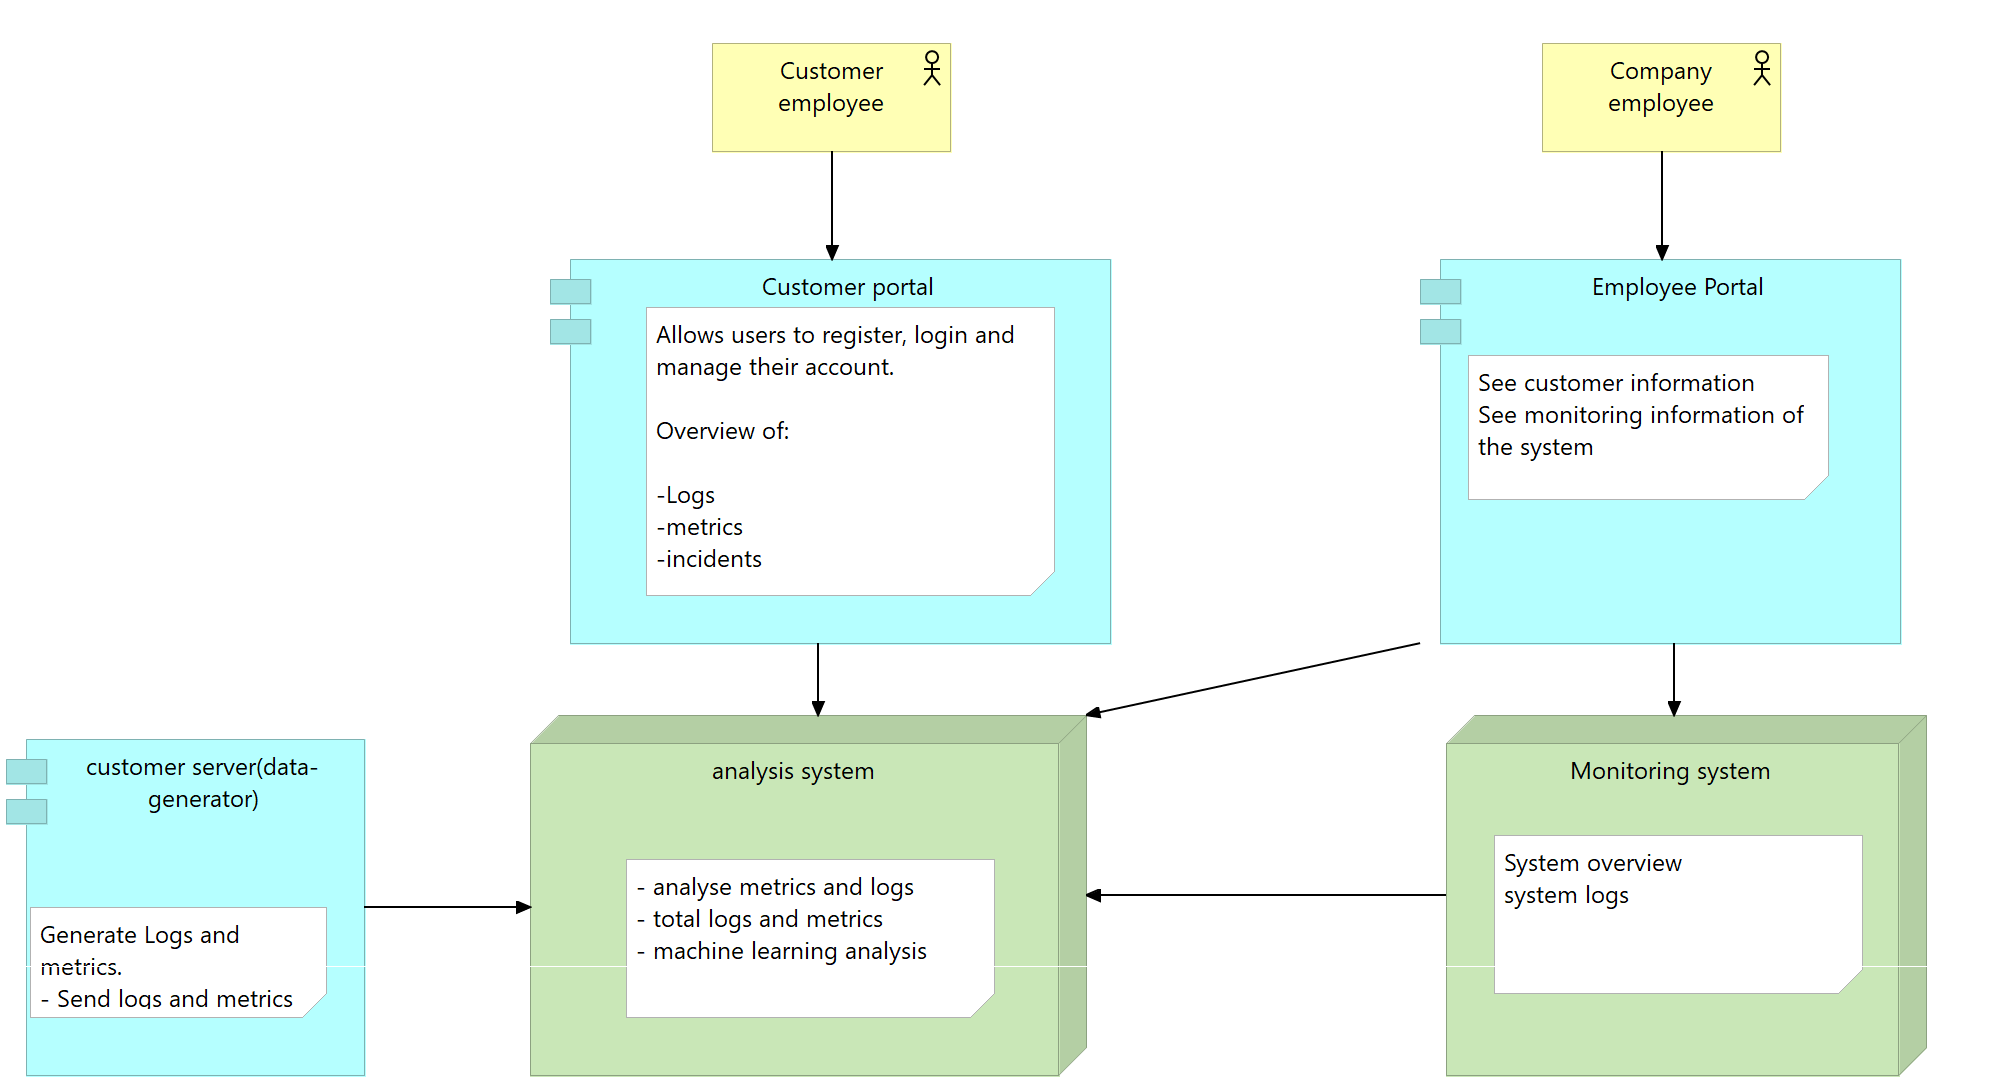 Customer
employee
Company
employee
Customer portal
Allows users to register, login and
manage their account.
Overview of:
-Logs
-metrics
-incidents
Employee Portal
See customer information
See monitoring information of
the system
customer server(data-
generator)
Generate Logs and
metrics.
- Send logs and metrics
analysis system
- analyse metrics and logs
- total logs and metrics
- machine learning analysis
Monitoring system
System overview
system logs